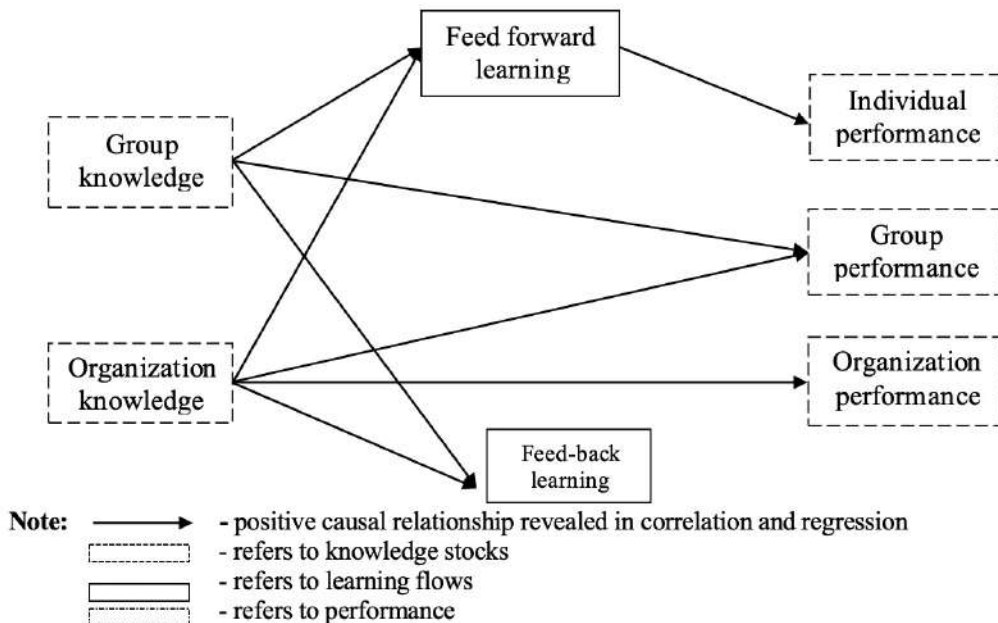 Feed forward
learning
Individual
performance
Group
knowledge
Group
performance
Organization
knowledge
Organization
performance
Feed-back
learning
Note: - positive causal relationship revealed in correlation and regression
- refers to knowledge stocks
- refers to learning flows
- refers to performance